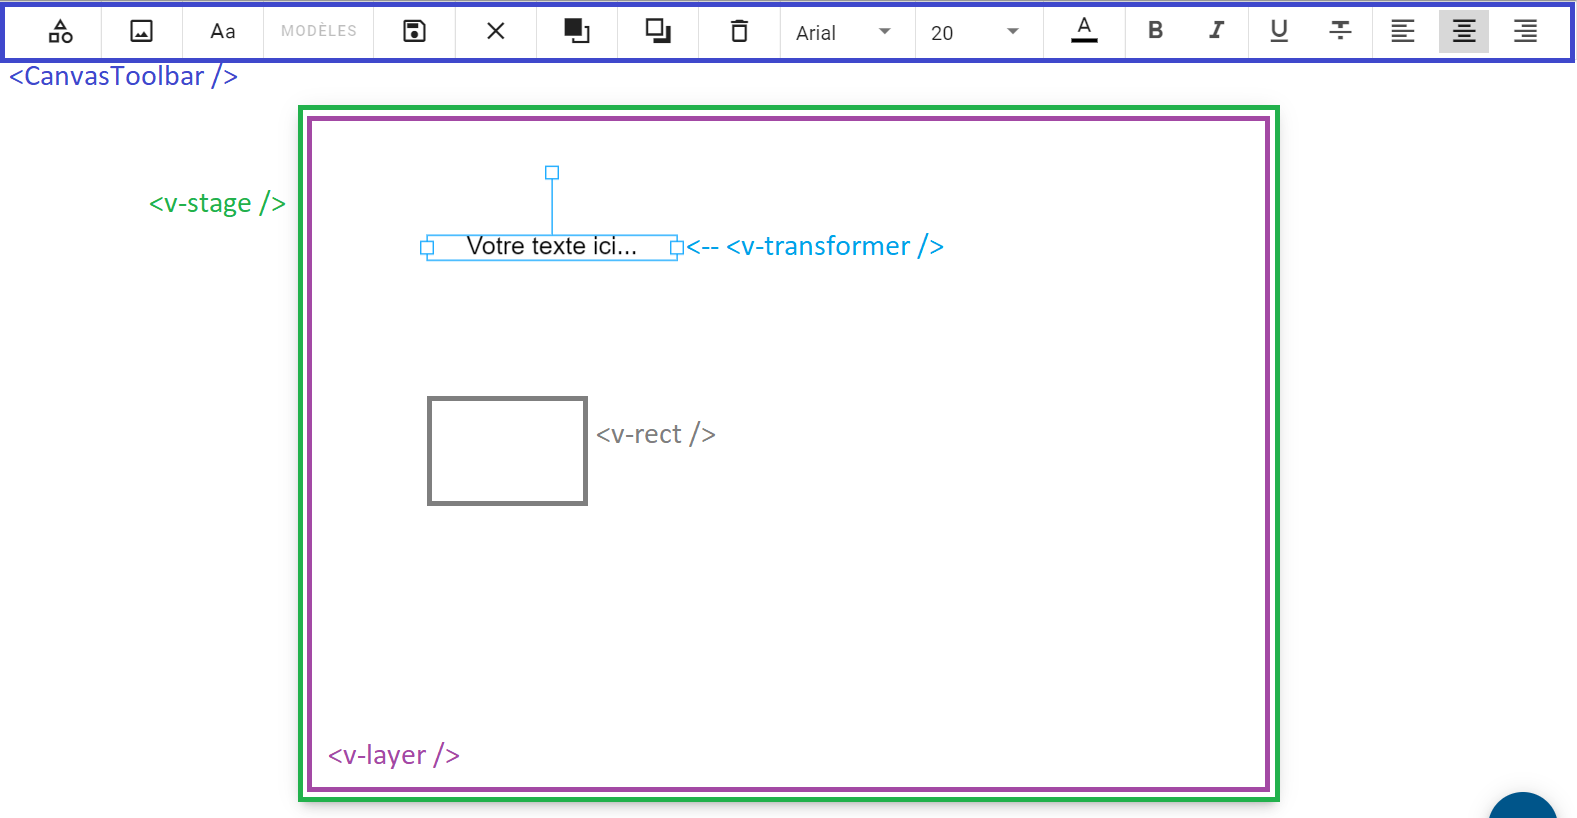 Aa MODÈLES Arial 20 A B I U
<CanvasToolbar />
<v-stage />
Votre texte ici... <-- <v-transformer />
<v-rect />
<v-layer />